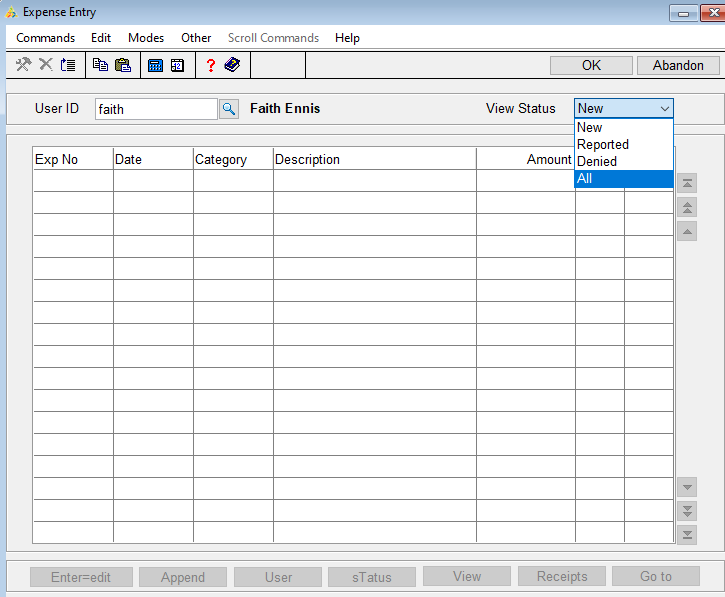 Expense Entry
Commands Edit Modes Other Scroll Commands Help
OK Abandon
User ID faith Faith Ennis View Status New
New
Reported
Denied
All
Exp No Date Category Description Amount
Enter=edit Append User sTatus View Receipts Go to